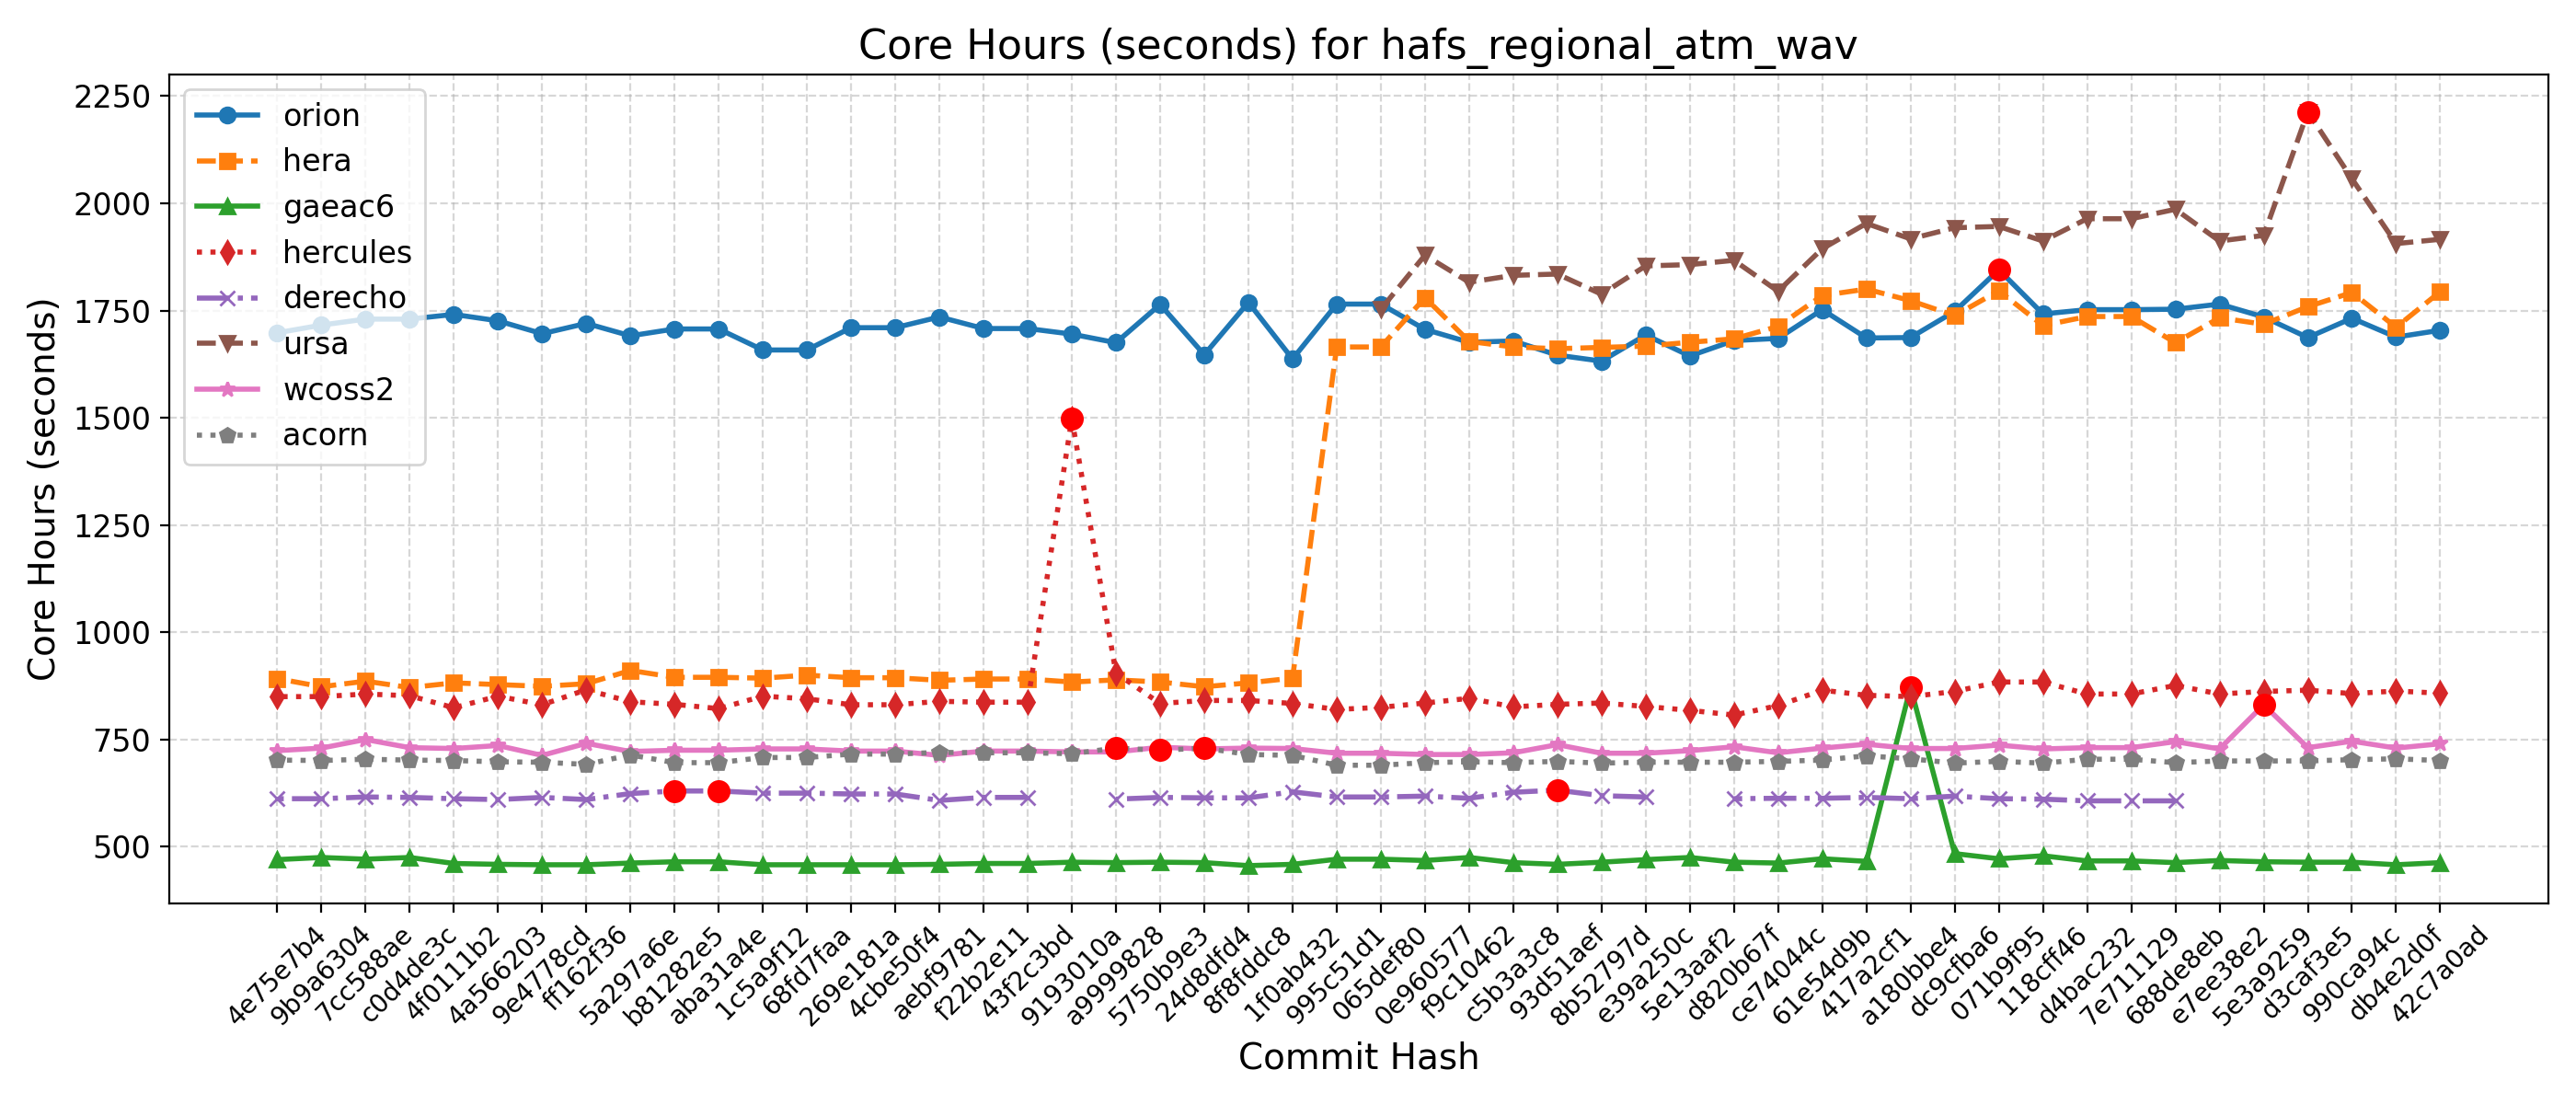 Core Hours (seconds) for hafs_regional_atm_wav
Core Hours (seconds)
2250
2000
1750
1500
1250
1000
750
500
orion
hera
gaeac6
hercules
derecho
ursa
wcoss2
acorn
4e75e7b4
9b9a6304
7cc588ae
c0d4de3c
4f0111b2
4a566203
9e4778cd
ff162f36
5a297a6e
b81282e5
aba31a4e
1c5a9f12
68fd7faa
269e181a
4cbe50f4
aebf9781
f22b2e11
43f2c3bd
9193010a
a9999828
5750b9e3
24d8dfd4
8f8fddc8
1f0ab432
995c51d1
065def80
0e960577
f9c10462
c5b3a3c8
93d51aef
8b52797d
e39a250c
5e13aaf2
d820b67f
ce74044c
61e54d9b
417a2cf1
a180bbe4
dc9cfba6
071b9f95
118cff46
d4bac232
7e711129
688de8eb
e7ee38e2
5e3a9259
d3caf3e5
990ca94c
db4e2d0f
42c7a0ad
Commit Hash